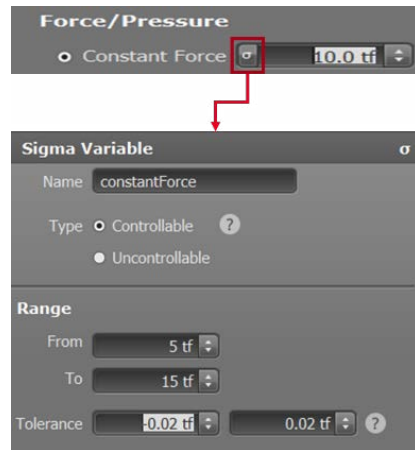 Force/Pressure
Constant Force σ 10.0 tf
Sigma Variable σ
Name constantForce
Type Controllable ?
Uncontrollable
Range
From 5 tf
To 15 tf
Tolerance -0.02 tf 0.02 tf ?